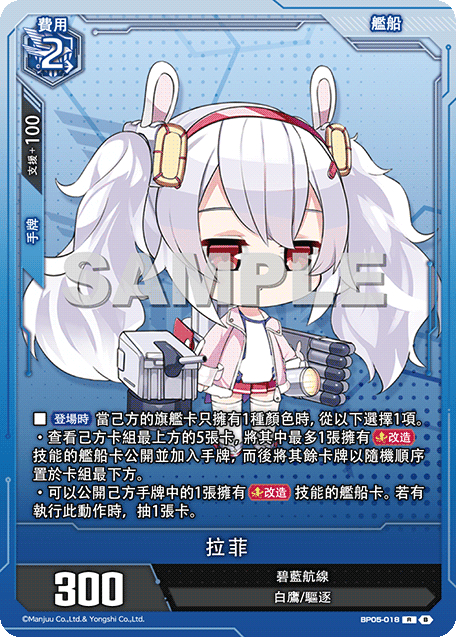 費用
艦船
2
支援+100
手牌
SAMPLE
■ 登場時 當己方的旗艦卡只擁有1種顏色時, 從以下選擇1項。
・查看己方卡組最上方的5張卡, 將其中最多1張擁有 改造
技能的艦船卡公開並加入手牌, 而後將其餘卡牌以隨機順序
置於卡組最下方。
・可以公開己方手牌中的1張擁有 改造 技能的艦船卡。若有
執行此動作時, 抽1張卡。
拉菲
300
碧藍航線
白鷹/驅逐
©Manjuu Co.,Ltd.& Yongshi Co.,Ltd.
BP05-018 R B